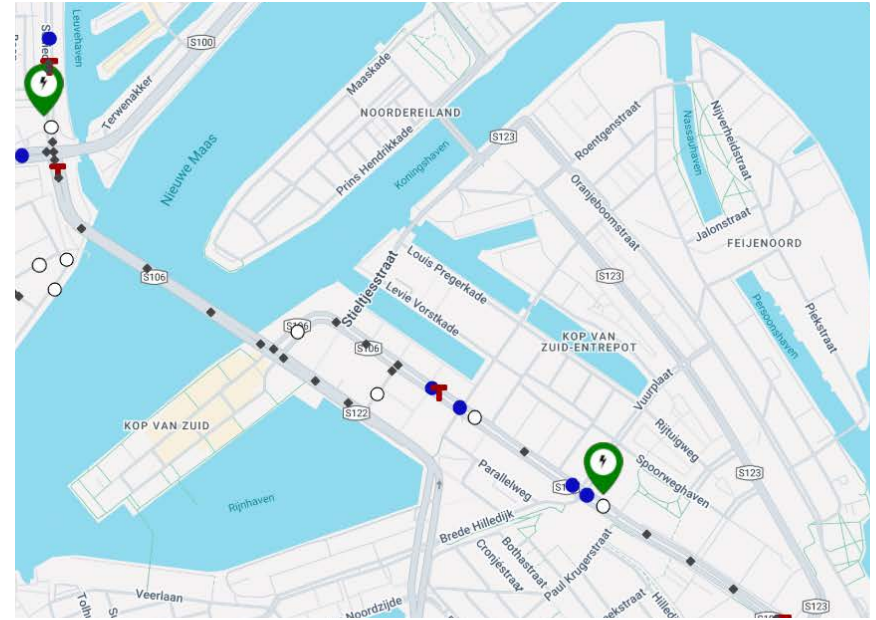 Leuvehaven
S100
Terwenakker
Maaskade
NOORDEREILAND
S123
Roentgenstraat
Nijverheidstraat
Nassauhaven
Nieuwe Maas
Prins Hendrikkade
Koningshaven
Oranjeboomstraat
Jalonstraat
FEIJENOORD
S106
Stieltjesstraat
Louis Pregerkade
Levie Vorstkade
S123
Persoonshaven
Piekstraat
S106
KOP VAN
ZUID-ENTREPOT
S106
Vuurplaat
S122
KOP VAN ZUID
Rijtuigweg
Spoorweghaven
S123
Parallelweg
Rijnhaven
Brede Hilledijk
Bothastraat
Cronjéstraat
Paul Krugerstraat
Veerlaan
Noordzijde
S123